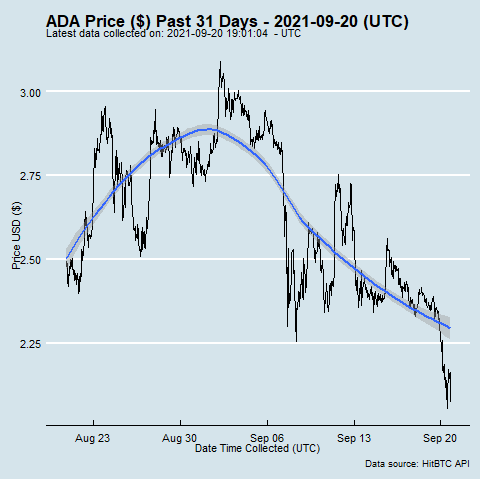 ADA Price ($) Past 31 Days - 2021-09-20 (UTC)
Latest data collected on: 2021-09-20 19:01:04 - UTC
3.00
2.75
2.50
2.25
Price USD ($)
Aug 23 Aug 30 Sep 06 Sep 13 Sep 20
Date Time Collected (UTC)
Data source: HitBTC API